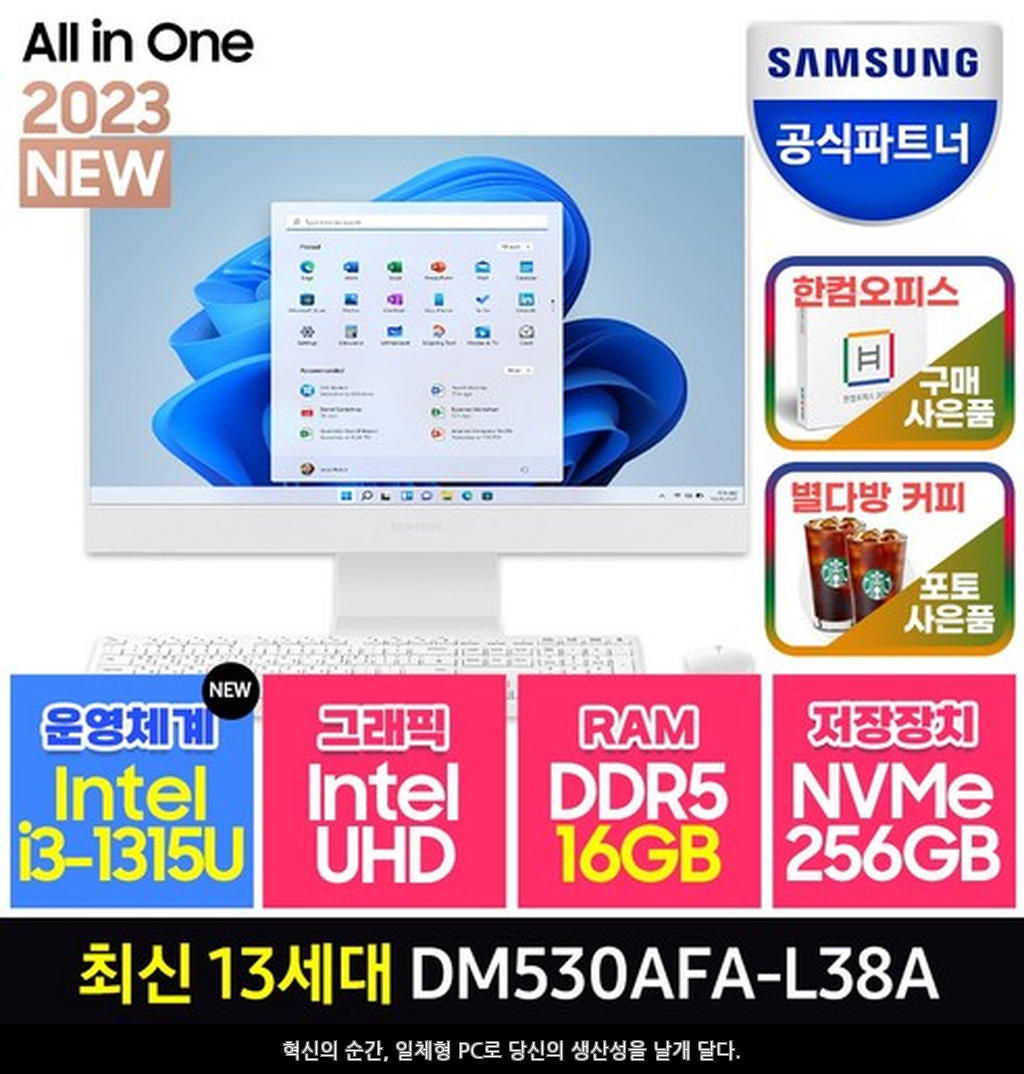 All in One
2023
NEW
SAMSUNG
공식파트너
한컴오피스
구매
사은품
별다방 커피
포토
사은품
NEW
운영체계
Intel
i3-1315U
그래픽
Intel
UHD
RAM
DDR5
16GB
저장장치
NVMe
256GB
최신 13세대 DM530AFA-L38A
혁신의 순간, 일체형 PC로 당신의 생산성을 날개 달다.